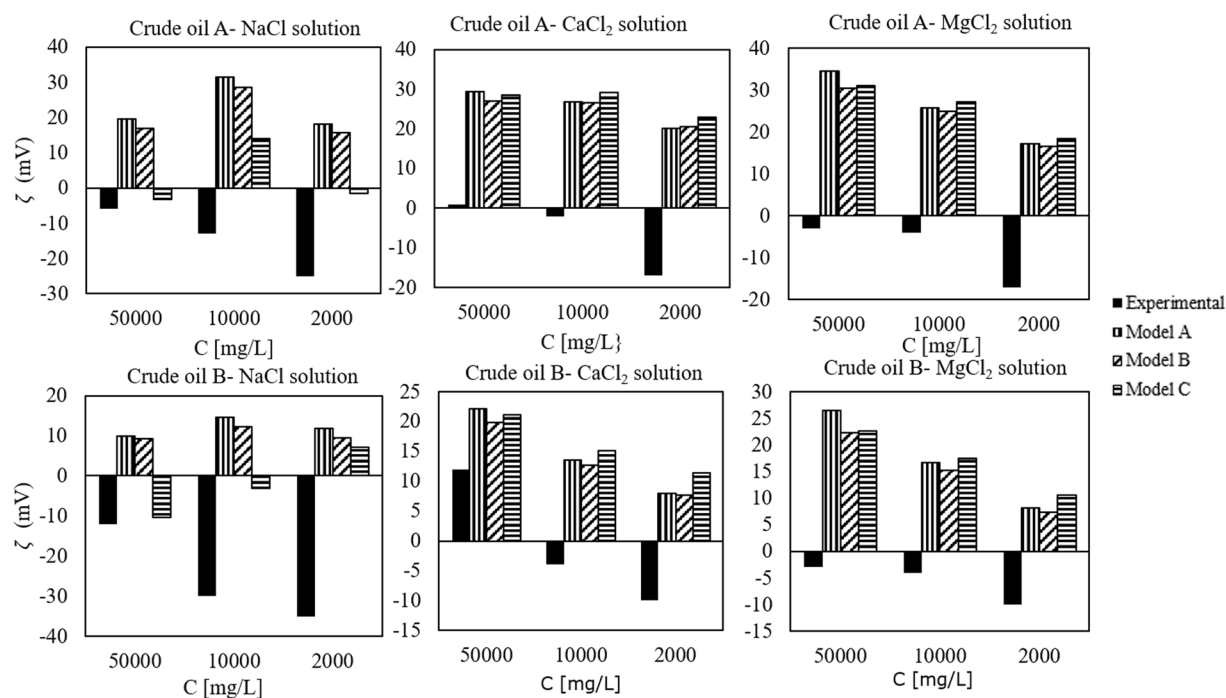 Crude oil A- NaCl solution
40
30
20
10
0
-10
-20
-30
ζ (mV)
50000 10000 2000
C [mg/L]
Crude oil A- CaCl₂ solution
40
30
20
10
0
-10
-20
50000 10000 2000
C [mg/L}
Crude oil A- MgCl₂ solution
40
30
20
10
0
-10
-20
50000 10000 2000
C [mg/L]
Experimental
Model A
Model B
Model C
Crude oil B- NaCl solution
20
10
0
-10
-20
-30
-40
ζ (mV)
50000 10000 2000
C [mg/L]
Crude oil B- CaCl₂ solution
25
20
15
10
5
0
-5
-10
-15
50000 10000 2000
C [mg/L]
Crude oil B- MgCl₂ solution
30
25
20
15
10
5
0
-5
-10
-15
50000 10000 2000
C [mg/L]